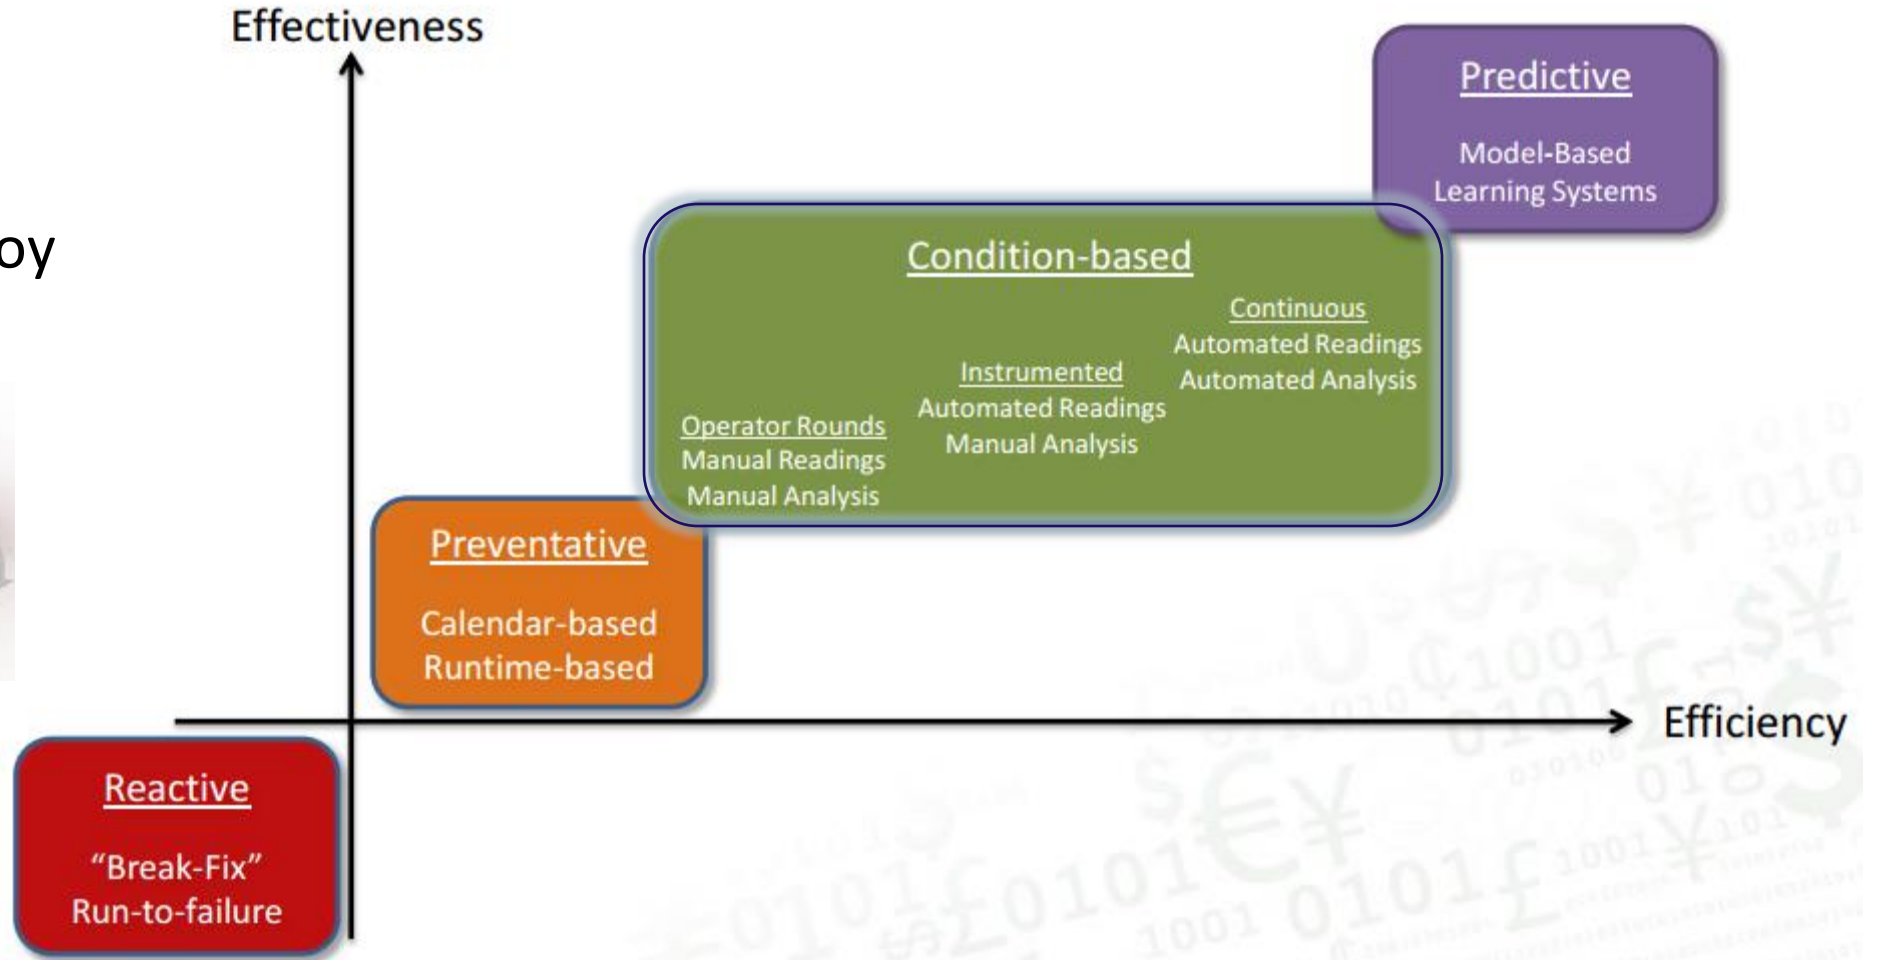 Effectiveness
Predictive
Model-Based
Learning Systems
oy
Condition-based
Continuous
Automated Readings
Automated Analysis
Instrumented
Automated Readings
Manual Analysis
Operator Rounds
Manual Readings
Manual Analysis
Preventative
Calendar-based
Runtime-based
Efficiency
Reactive
“Break-Fix”
Run-to-failure